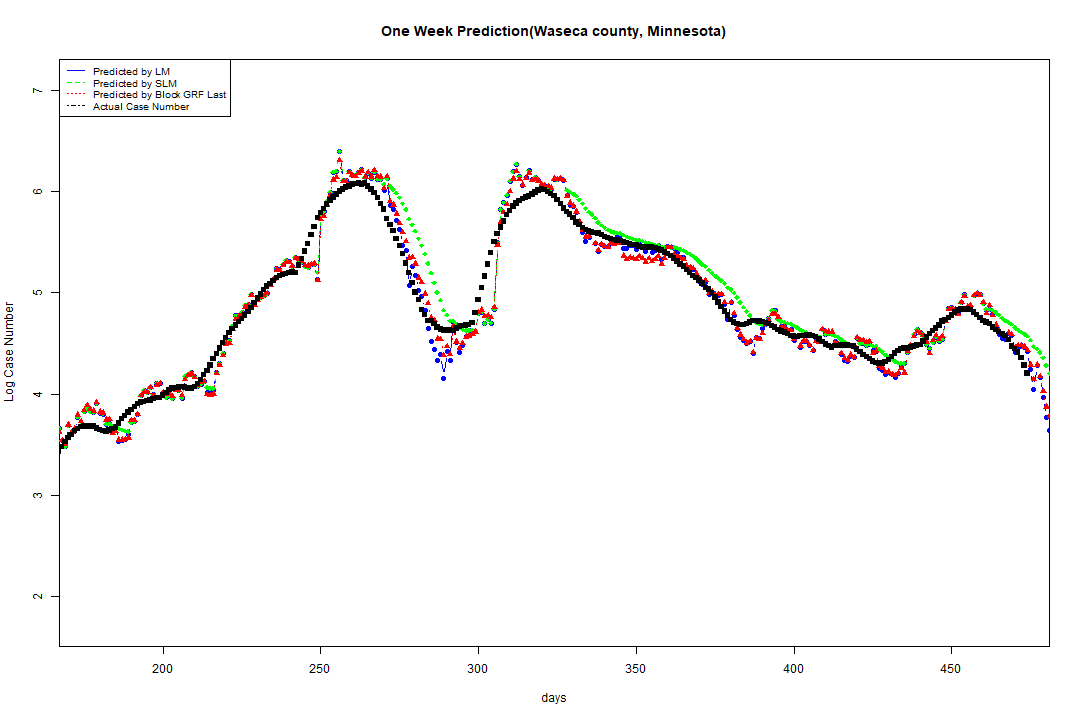 One Week Prediction(Waseca county, Minnesota)
Predicted by LM
Predicted by SLM
Predicted by Block GRF Last
Actual Case Number
7
6
5
4
3
2
Log Case Number
200 250 300 350 400 450
days